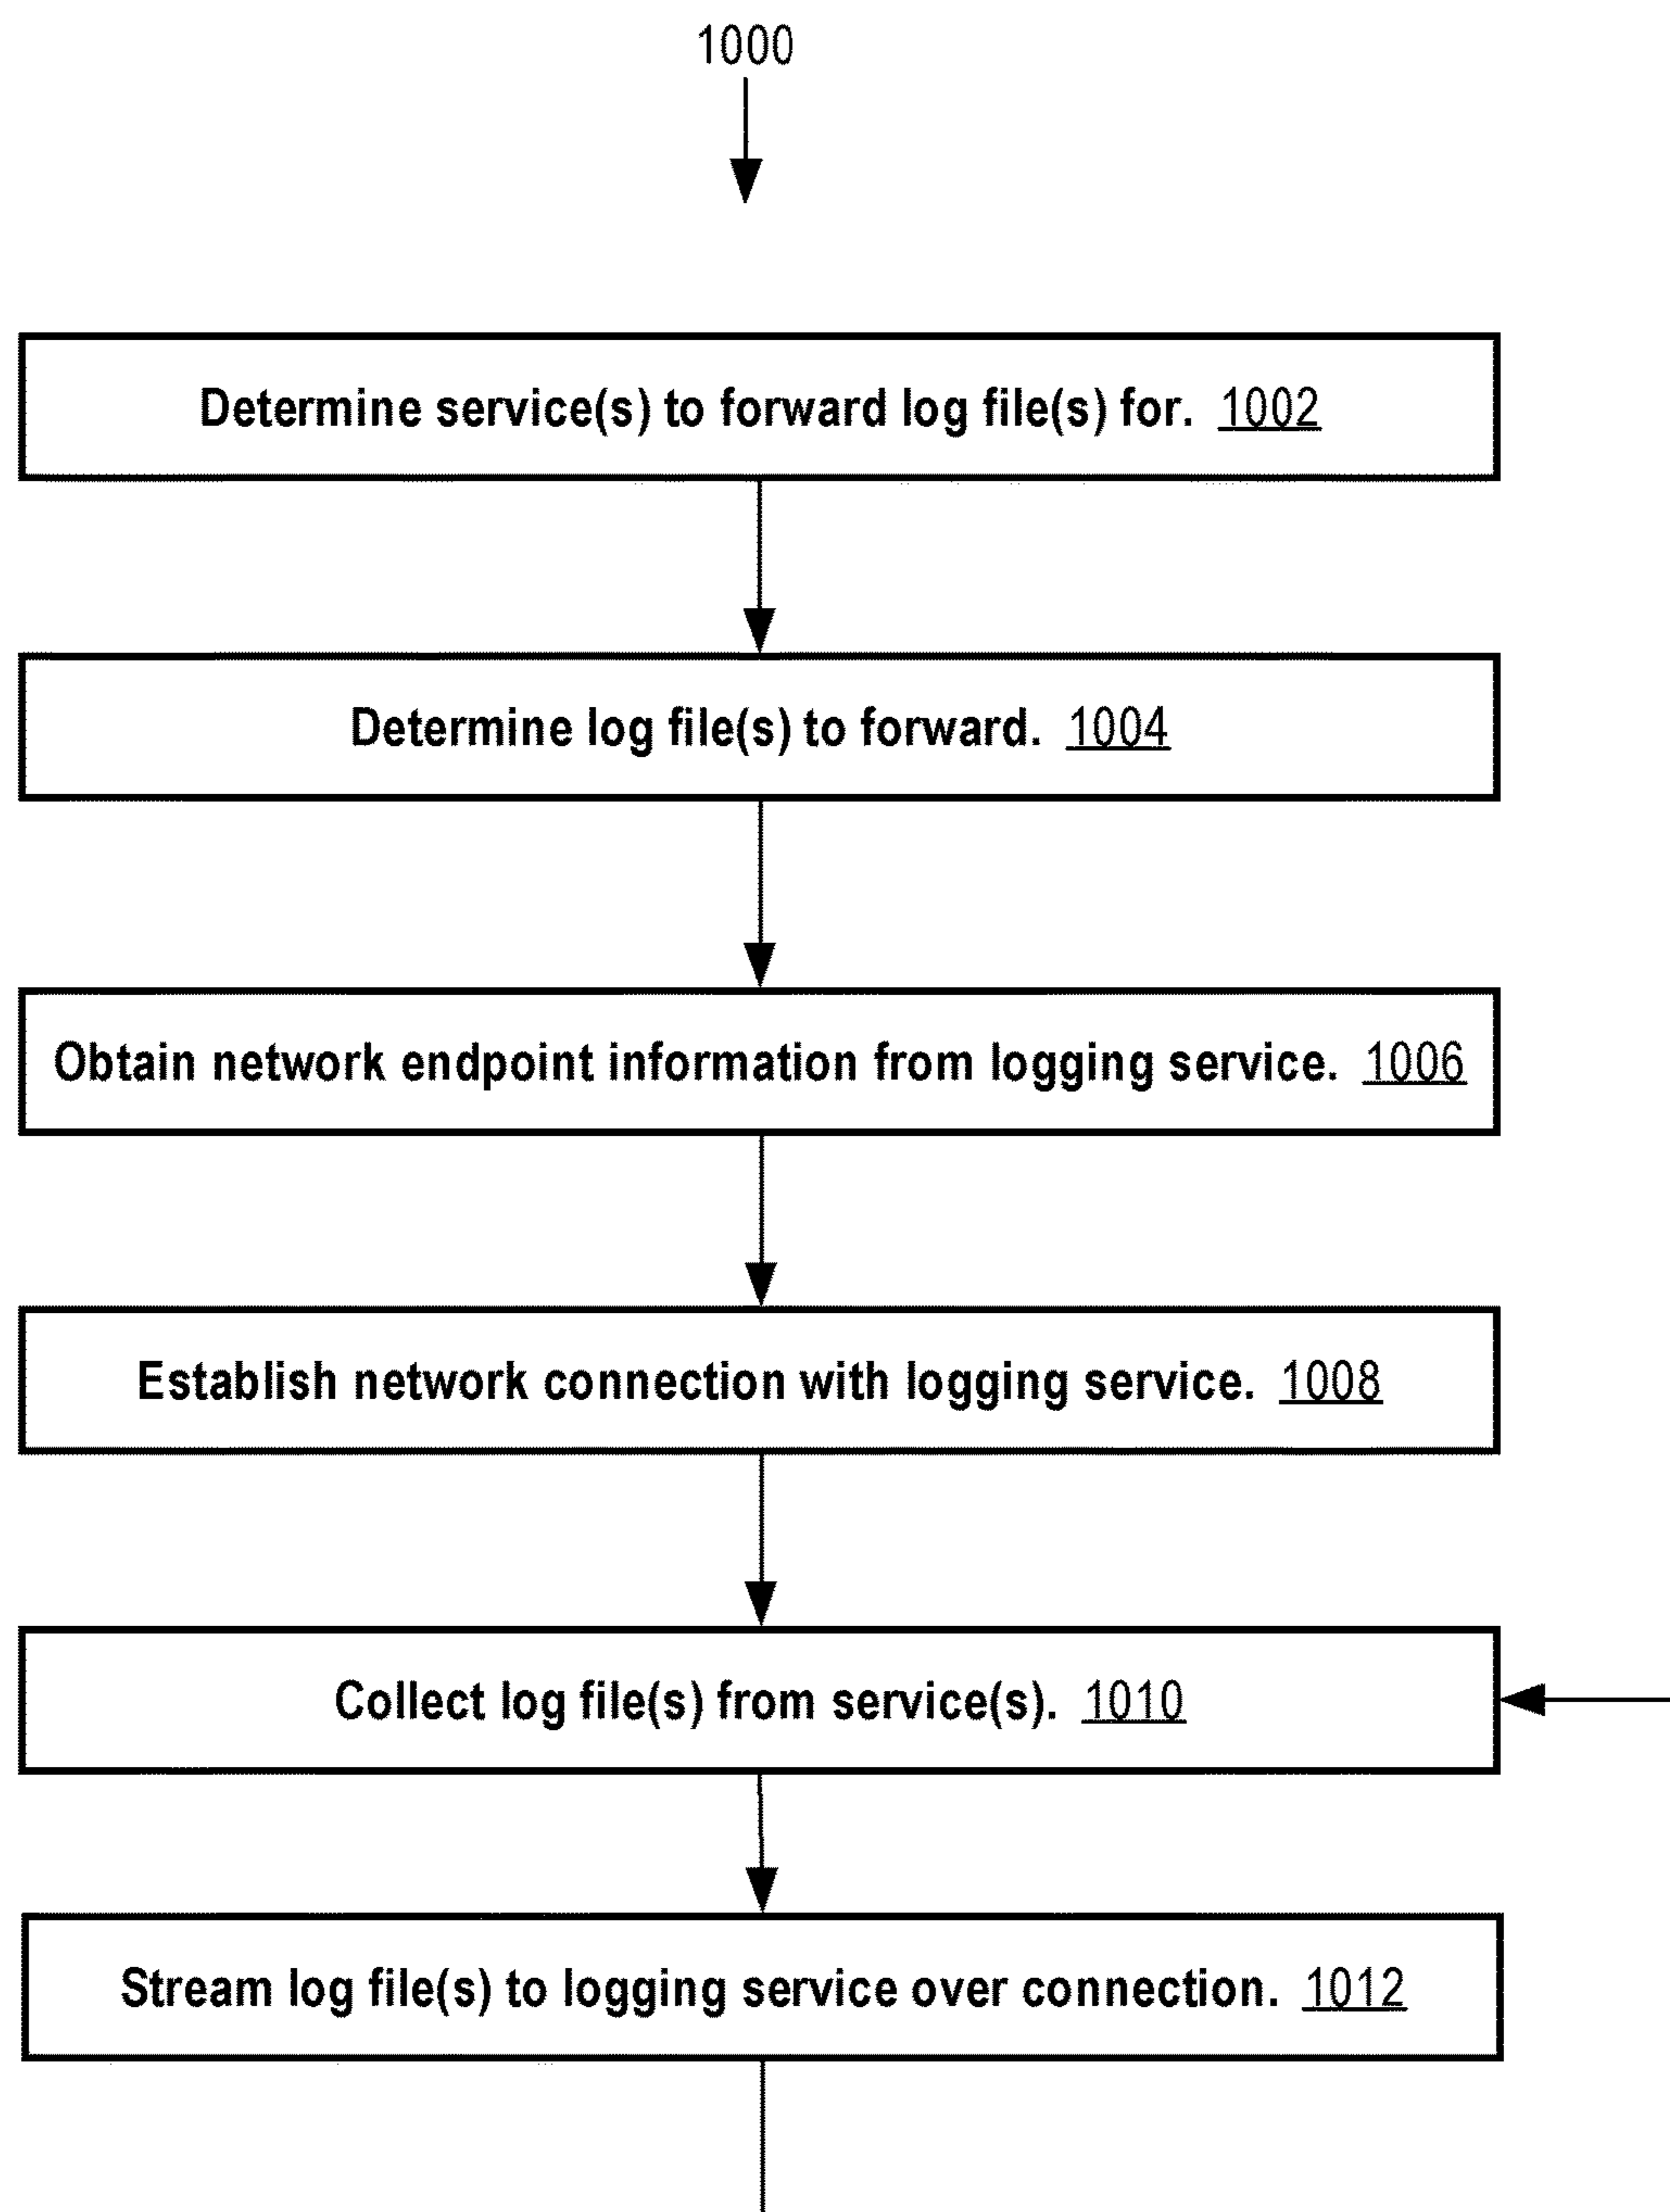 1000
Determine service(s) to forward log file(s) for. 1002
Determine log file(s) to forward. 1004
Obtain network endpoint information from logging service. 1006
Establish network connection with logging service. 1008
Collect log file(s) from service(s). 1010
Stream log file(s) to logging service over connection. 1012